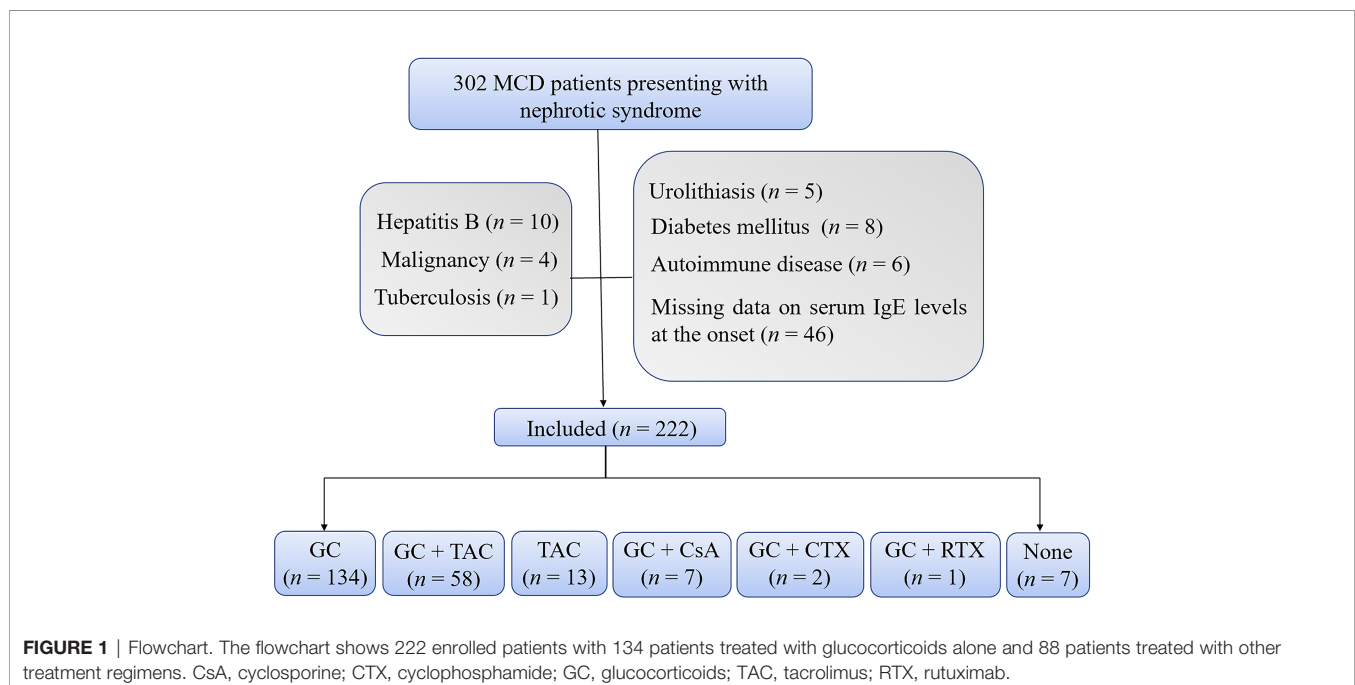 302 MCD patients presenting with
nephrotic syndrome
Hepatitis B (n = 10)
Malignancy (n = 4)
Tuberculosis (n = 1)
Urolithiasis (n = 5)
Diabetes mellitus (n = 8)
Autoimmune disease (n = 6)
Missing data on serum IgE levels
at the onset (n = 46)
Included (n = 222)
GC
(n = 134)
GC + TAC
(n = 58)
TAC
(n = 13)
GC + CsA
(n = 7)
GC + CTX
(n = 2)
GC + RTX
(n = 1)
None
(n = 7)
FIGURE 1 | Flowchart. The flowchart shows 222 enrolled patients with 134 patients treated with glucocorticoids alone and 88 patients treated with other
treatment regimens. CsA, cyclosporine; CTX, cyclophosphamide; GC, glucocorticoids; TAC, tacrolimus; RTX, rutuximab.